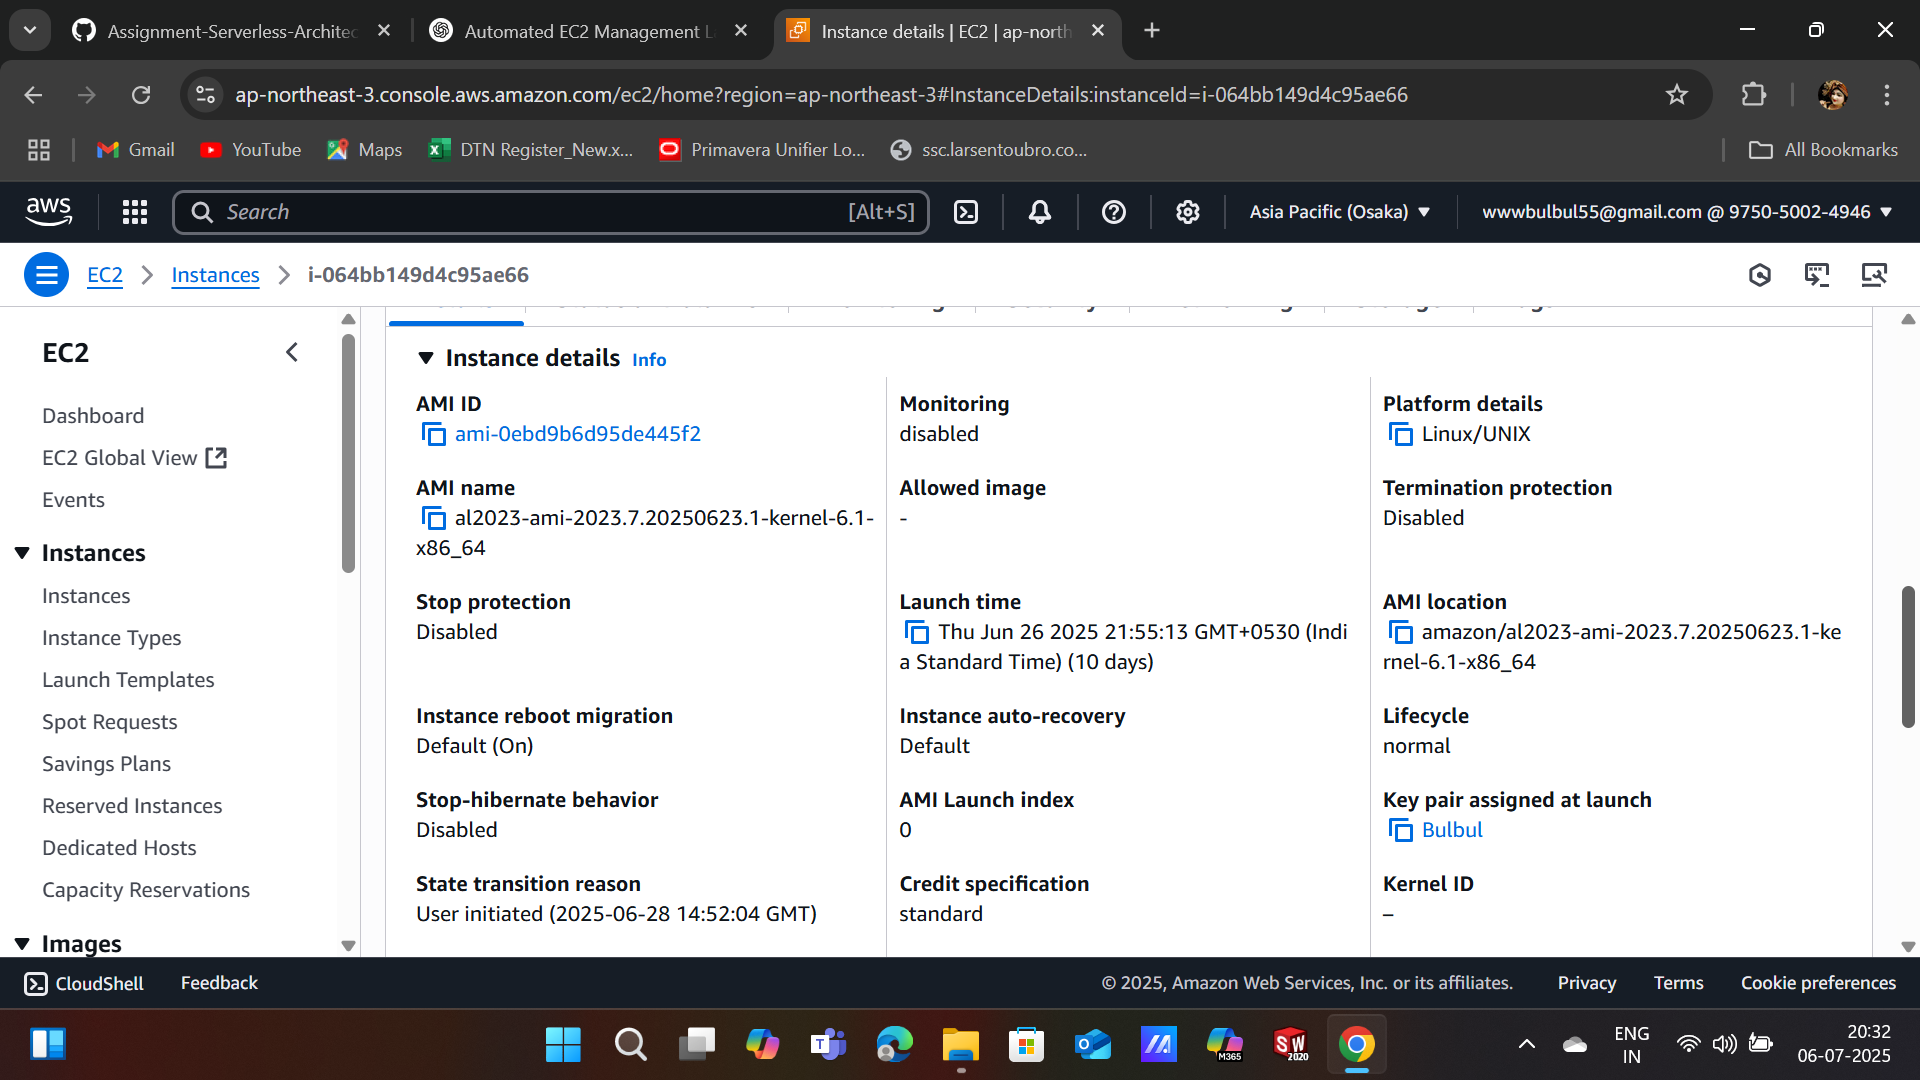 Assignment-Serverless-Architec
Automated EC2 Management L
Instance details | EC2 | ap-north
ap-northeast-3.console.aws.amazon.com/ec2/home?region=ap-northeast-3#InstanceDetails:instanceId=i-064bb149d4c95ae66
Gmail
YouTube
Maps
DTN Register_New.x...
Primavera Unifier Lo...
ssc.larsentoubro.co...
All Bookmarks
aws
Search
[Alt+S]
Asia Pacific (Osaka)
wwwbulbul55@gmail.com @ 9750-5002-4946
EC2
Instances
i-064bb149d4c95ae66
EC2
Dashboard
EC2 Global View
Events
Instances
Instances
Instance Types
Launch Templates
Spot Requests
Savings Plans
Reserved Instances
Dedicated Hosts
Capacity Reservations
Images
Instance details Info
AMI ID
ami-0ebd9b6d95de445f2
Monitoring
disabled
Platform details
Linux/UNIX
AMI name
al2023-ami-2023.7.20250623.1-kernel-6.1-
x86_64
Allowed image
-
Termination protection
Disabled
Stop protection
Disabled
Launch time
Thu Jun 26 2025 21:55:13 GMT+0530 (Indi
a Standard Time) (10 days)
AMI location
amazon/al2023-ami-2023.7.20250623.1-ke
rnel-6.1-x86_64
Instance reboot migration
Default (On)
Instance auto-recovery
Default
Lifecycle
normal
Stop-hibernate behavior
Disabled
AMI Launch index
0
Key pair assigned at launch
Bulbul
State transition reason
User initiated (2025-06-28 14:52:04 GMT)
Credit specification
standard
Kernel ID
–
CloudShell
Feedback
© 2025, Amazon Web Services, Inc. or its affiliates.
Privacy
Terms
Cookie preferences
M365
SW
2020
ENG
IN
20:32
06-07-2025